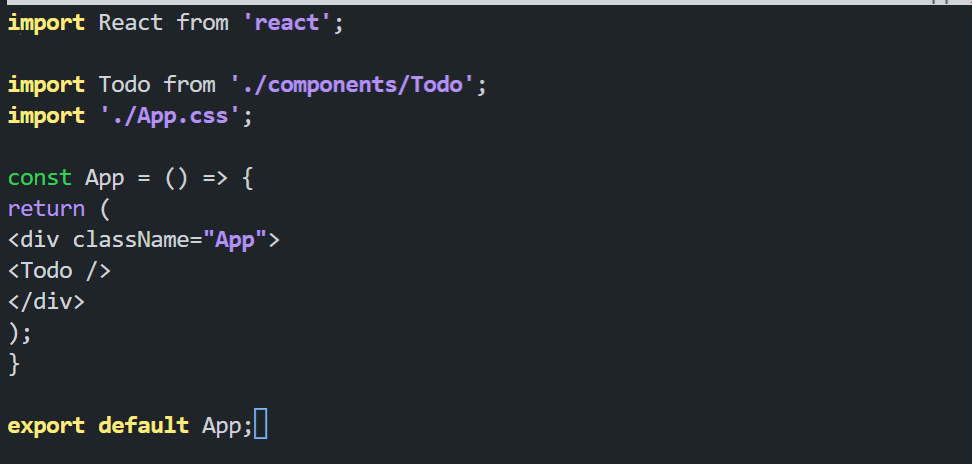 import React from 'react';
import Todo from './components/Todo';
import './App.css';
const App = () => {
return (
<div className="App">
<Todo />
</div>
);
}
export default App;